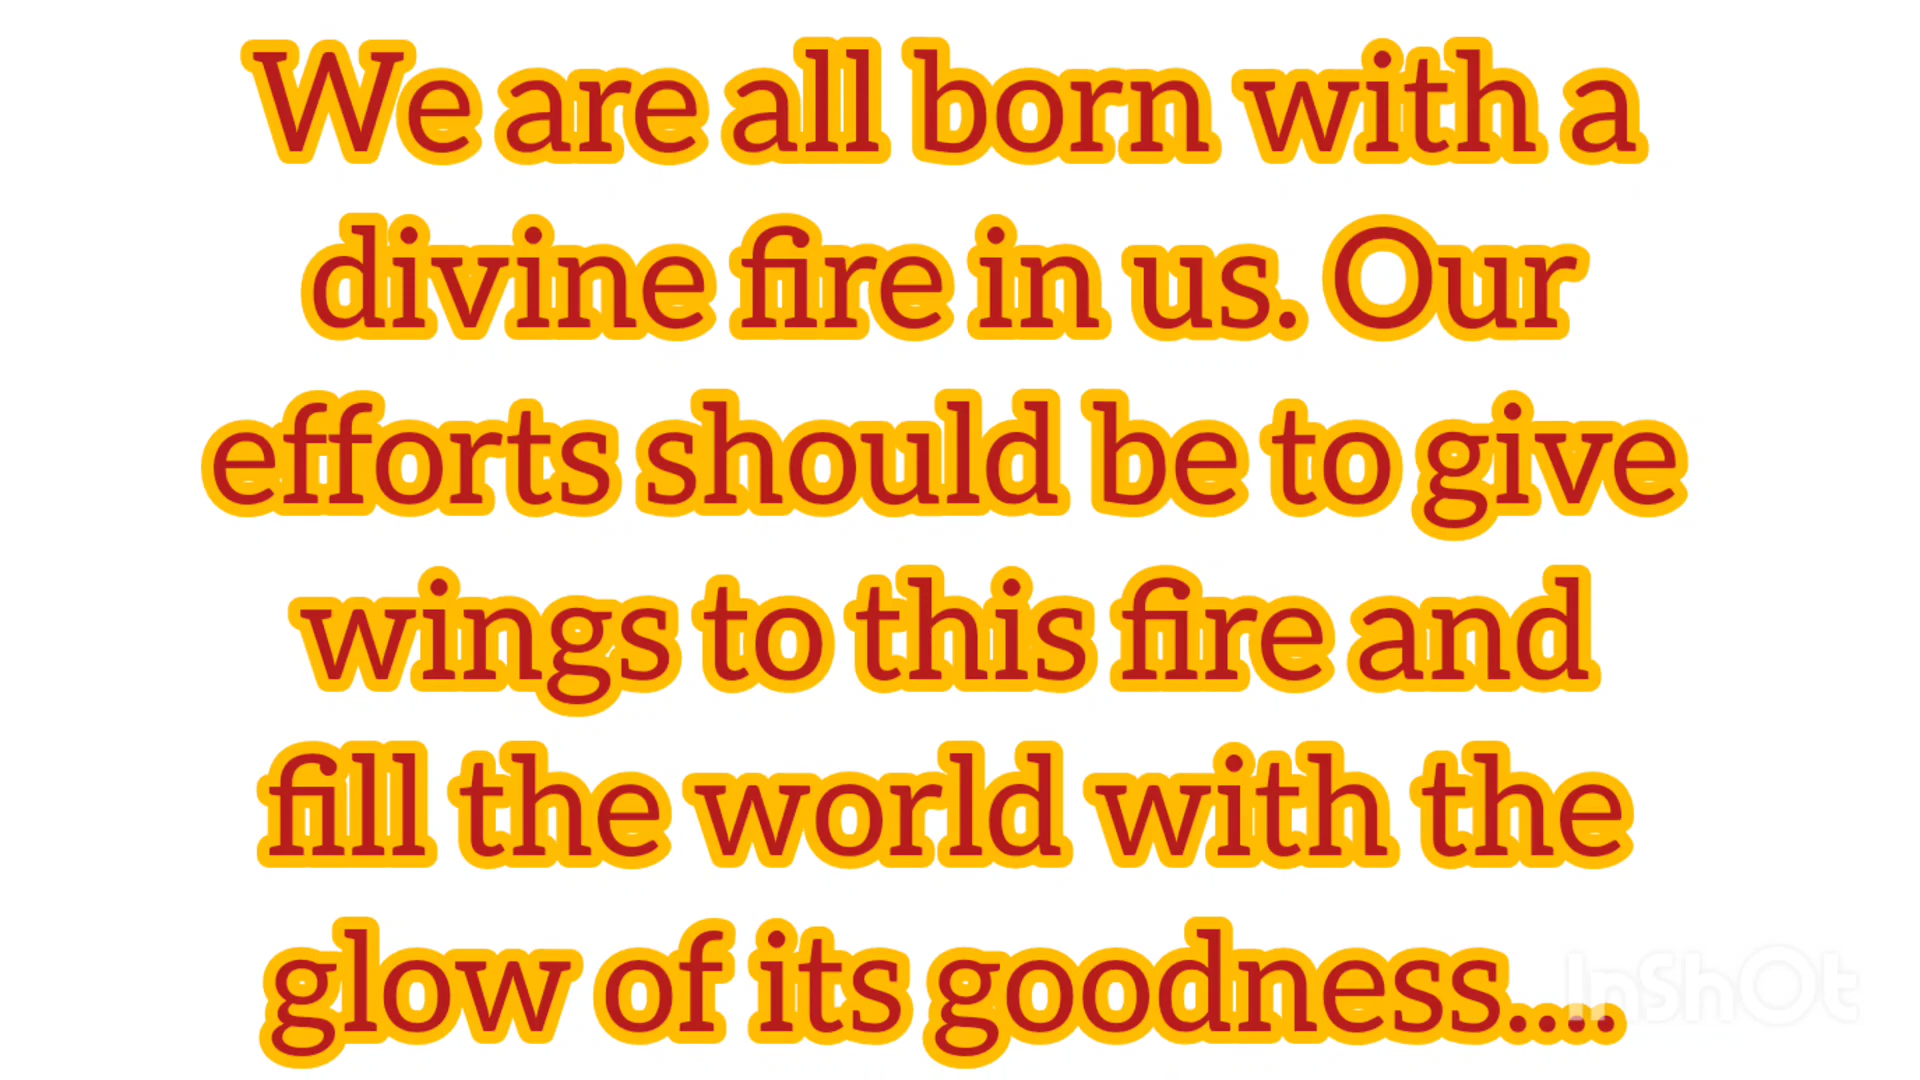 We are all born with a
divine fire in us. Our
efforts should be to give
wings to this fire and
fill the world with the
glow of its goodness....
InShOt